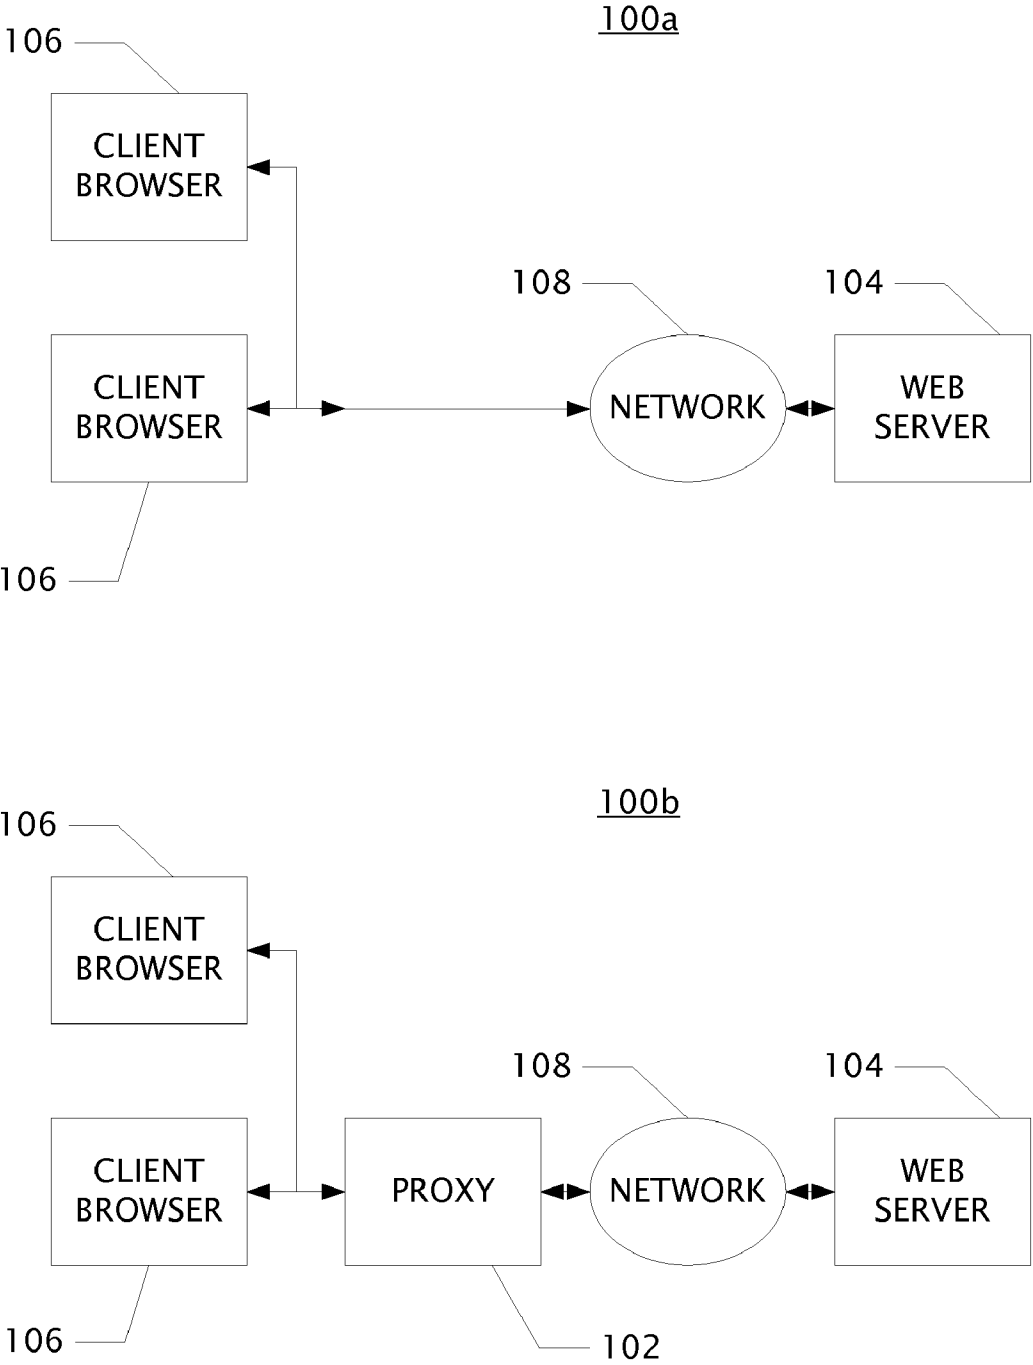 100a
106
CLIENT
BROWSER
108
104
CLIENT
BROWSER
NETWORK
WEB
SERVER
106
100b
106
CLIENT
BROWSER
108
104
CLIENT
BROWSER
PROXY
NETWORK
WEB
SERVER
106
102